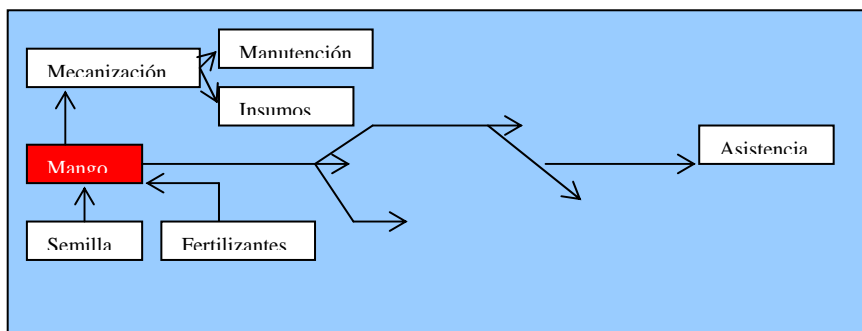 Manutención
Mecanización
Insumos
Mango
Asistencia
Semilla
Fertilizantes